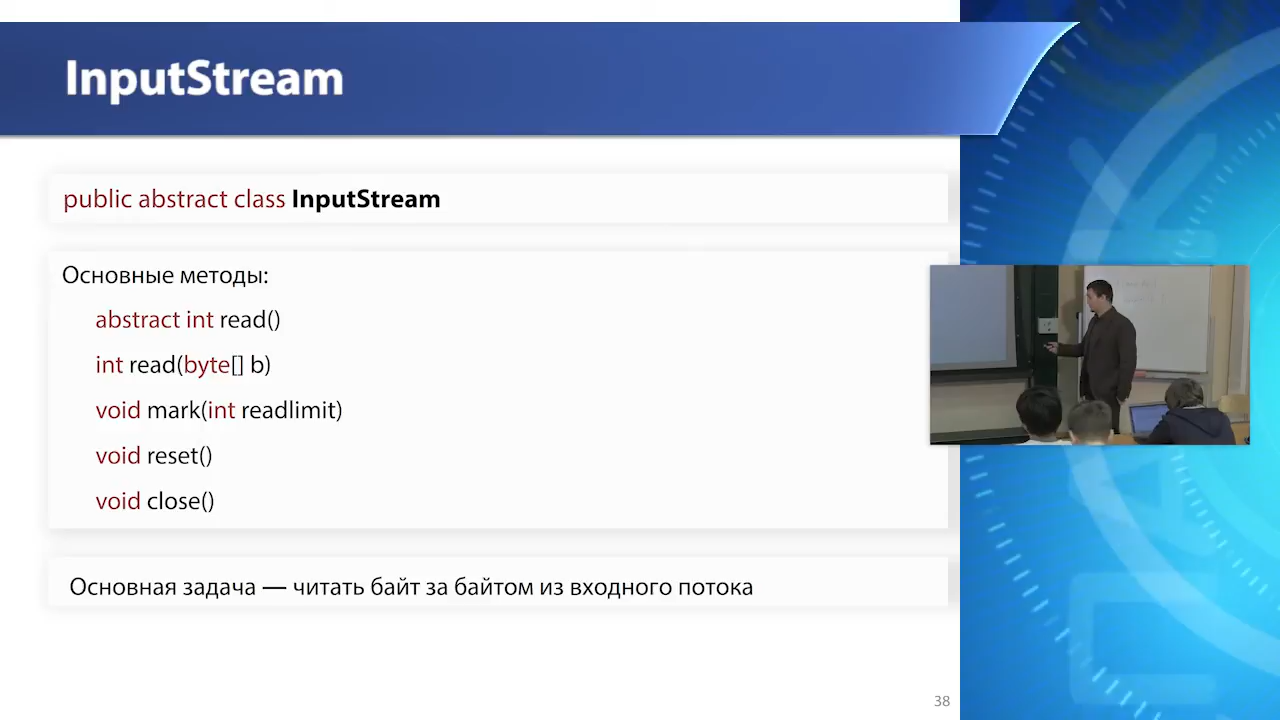 InputStream
public abstract class InputStream
Основные методы:
abstract int read()
int read(byte[] b)
void mark(int readlimit)
void reset()
void close()
Основная задача — читать байт за байтом из входного потока
38